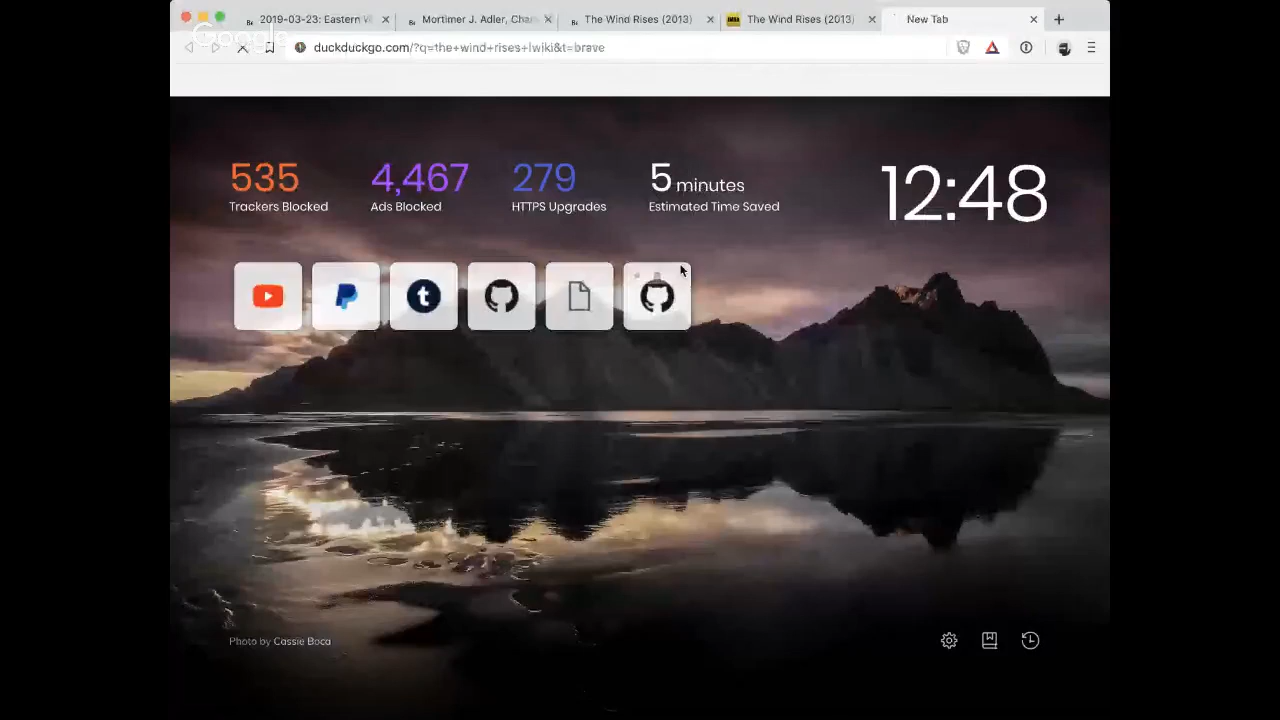 2019-03-23: Eastern W
Mortimer J. Adler, Cha
The Wind Rises (2013)
The Wind Rises (2013)
New Tab
Google
duckduckgo.com/?q=the+wind+rises+!wiki&t=brave
535
4,467
279
5 minutes
12:48
Trackers Blocked
Ads Blocked
HTTPS Upgrades
Estimated Time Saved
Photo by Cassie Boca